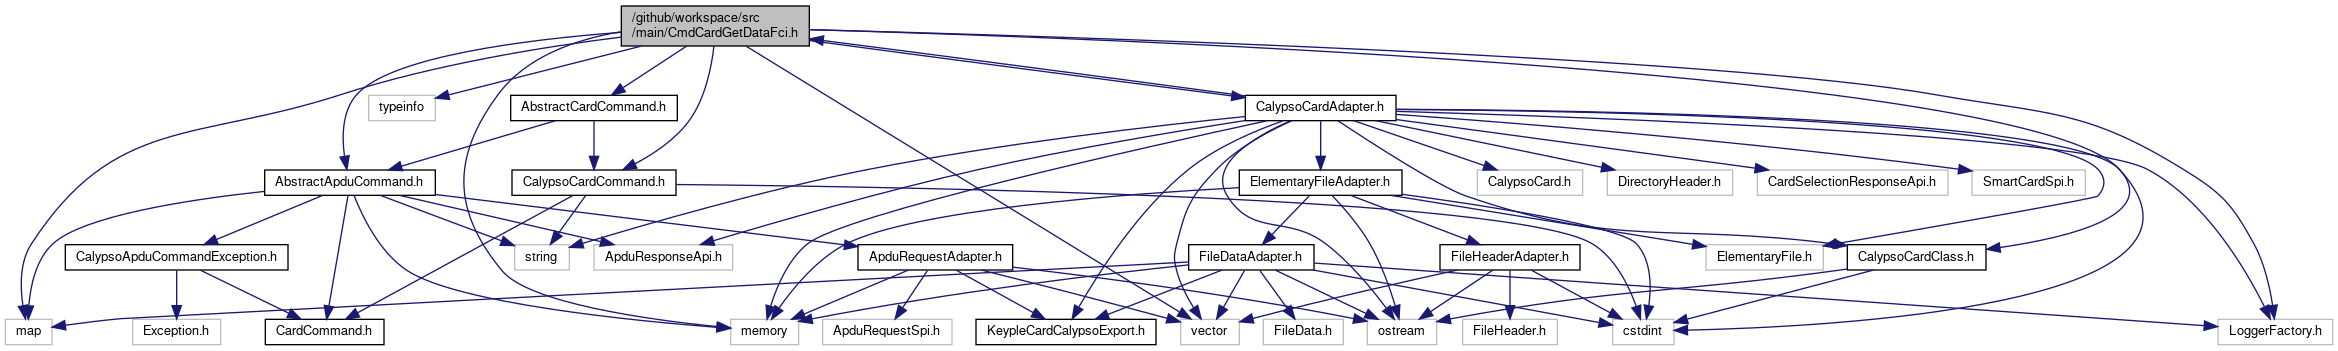 /github/workspace/src
/main/CmdCardGetDataFci.h
typeinfo
AbstractCardCommand.h
CalypsoCardAdapter.h
AbstractApduCommand.h
CalypsoCardCommand.h
ElementaryFileAdapter.h
CalypsoCard.h
DirectoryHeader.h
CardSelectionResponseApi.h
SmartCardSpi.h
CalypsoApduCommandException.h
string
ApduResponseApi.h
ApduRequestAdapter.h
FileDataAdapter.h
FileHeaderAdapter.h
ElementaryFile.h
CalypsoCardClass.h
map
Exception.h
CardCommand.h
memory
ApduRequestSpi.h
KeypleCardCalypsoExport.h
vector
FileData.h
ostream
FileHeader.h
cstdint
LoggerFactory.h